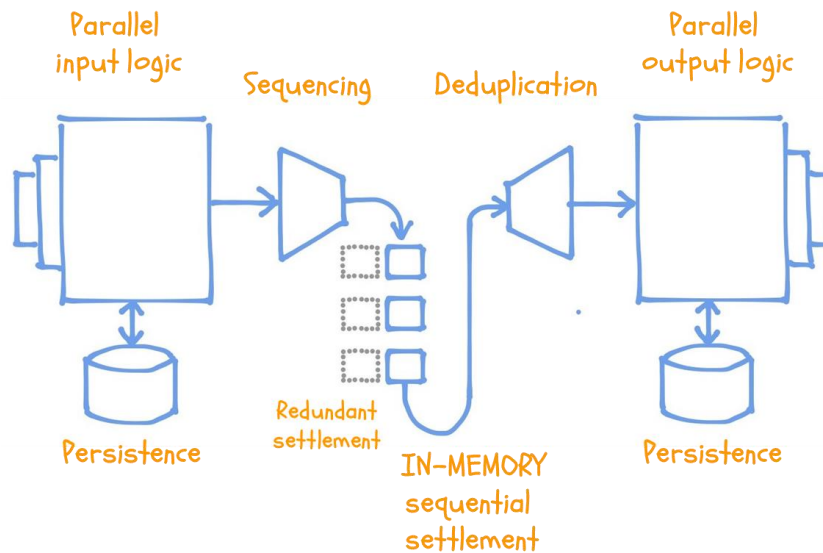 Parallel
input logic
Sequencing
Deduplication
Parallel
output logic
Redundant
settlement
Persistence
IN-MEMORY
sequential
settlement
Persistence